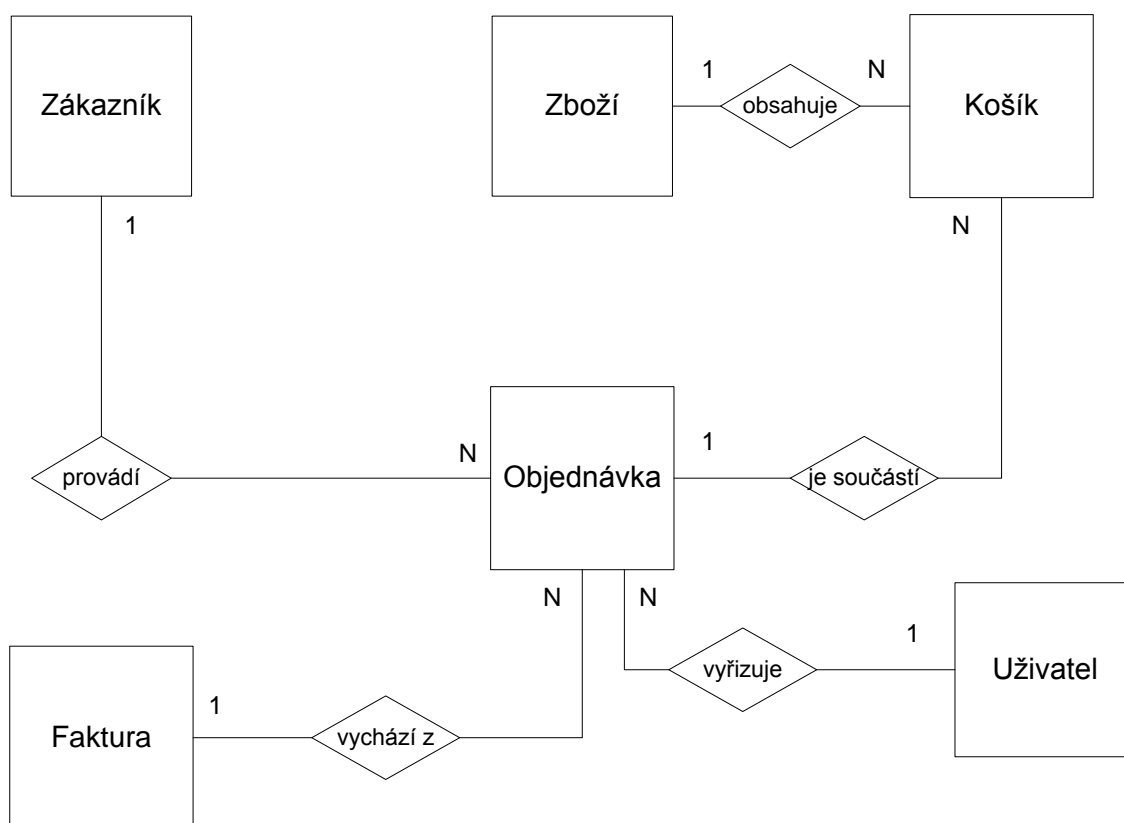 Zákazník
Zboží
1
obsahuje
N
Košík
1
N
provádí
N
Objednávka
1
je součástí
N
N
vyřizuje
1
Uživatel
Faktura
1
vychází z